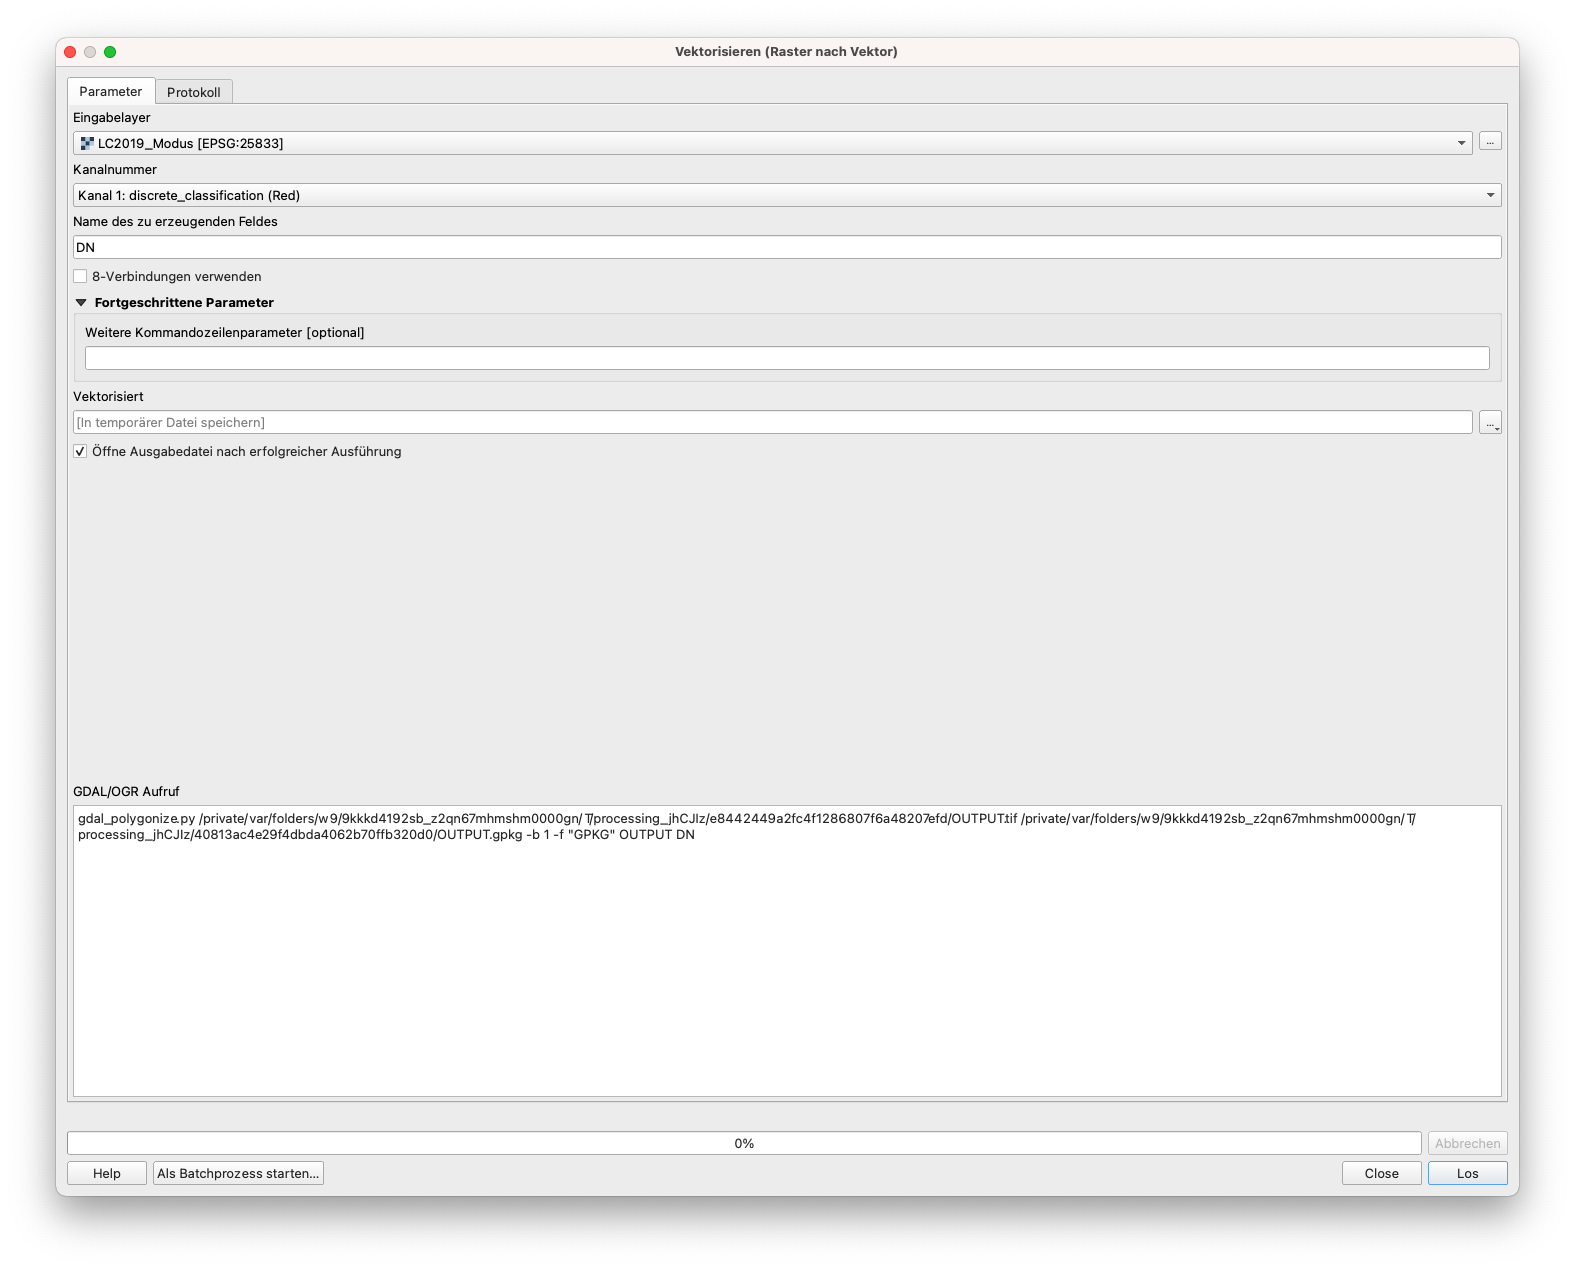 Vektorisieren (Raster nach Vektor)
Parameter
Protokoll
Eingabelayer
LC2019_Modus [EPSG:25833]
...
Kanalnummer
Kanal 1: discrete_classification (Red)
Name des zu erzeugenden Feldes
DN
8-Verbindungen verwenden
Fortgeschrittene Parameter
Weitere Kommandozeilenparameter [optional]
Vektorisiert
[In temporärer Datei speichern]
...
Öffne Ausgabedatei nach erfolgreicher Ausführung
GDAL/OGR Aufruf
gdal_polygonize.py /private/var/folders/w9/9kkkd4192sb_z2qn67mhmshm0000gn/T/processing_jhCJlz/e8442449a2fc4f1286807f6a48207efd/OUTPUT.tif /private/var/folders/w9/9kkkd4192sb_z2qn67mhmshm0000gn/T/
processing_jhCJlz/40813ac4e29f4dbda4062b70ffb320d0/OUTPUT.gpkg -b 1 -f "GPKG" OUTPUT DN
0%
Abbrechen
Help
Als Batchprozess starten...
Close
Los